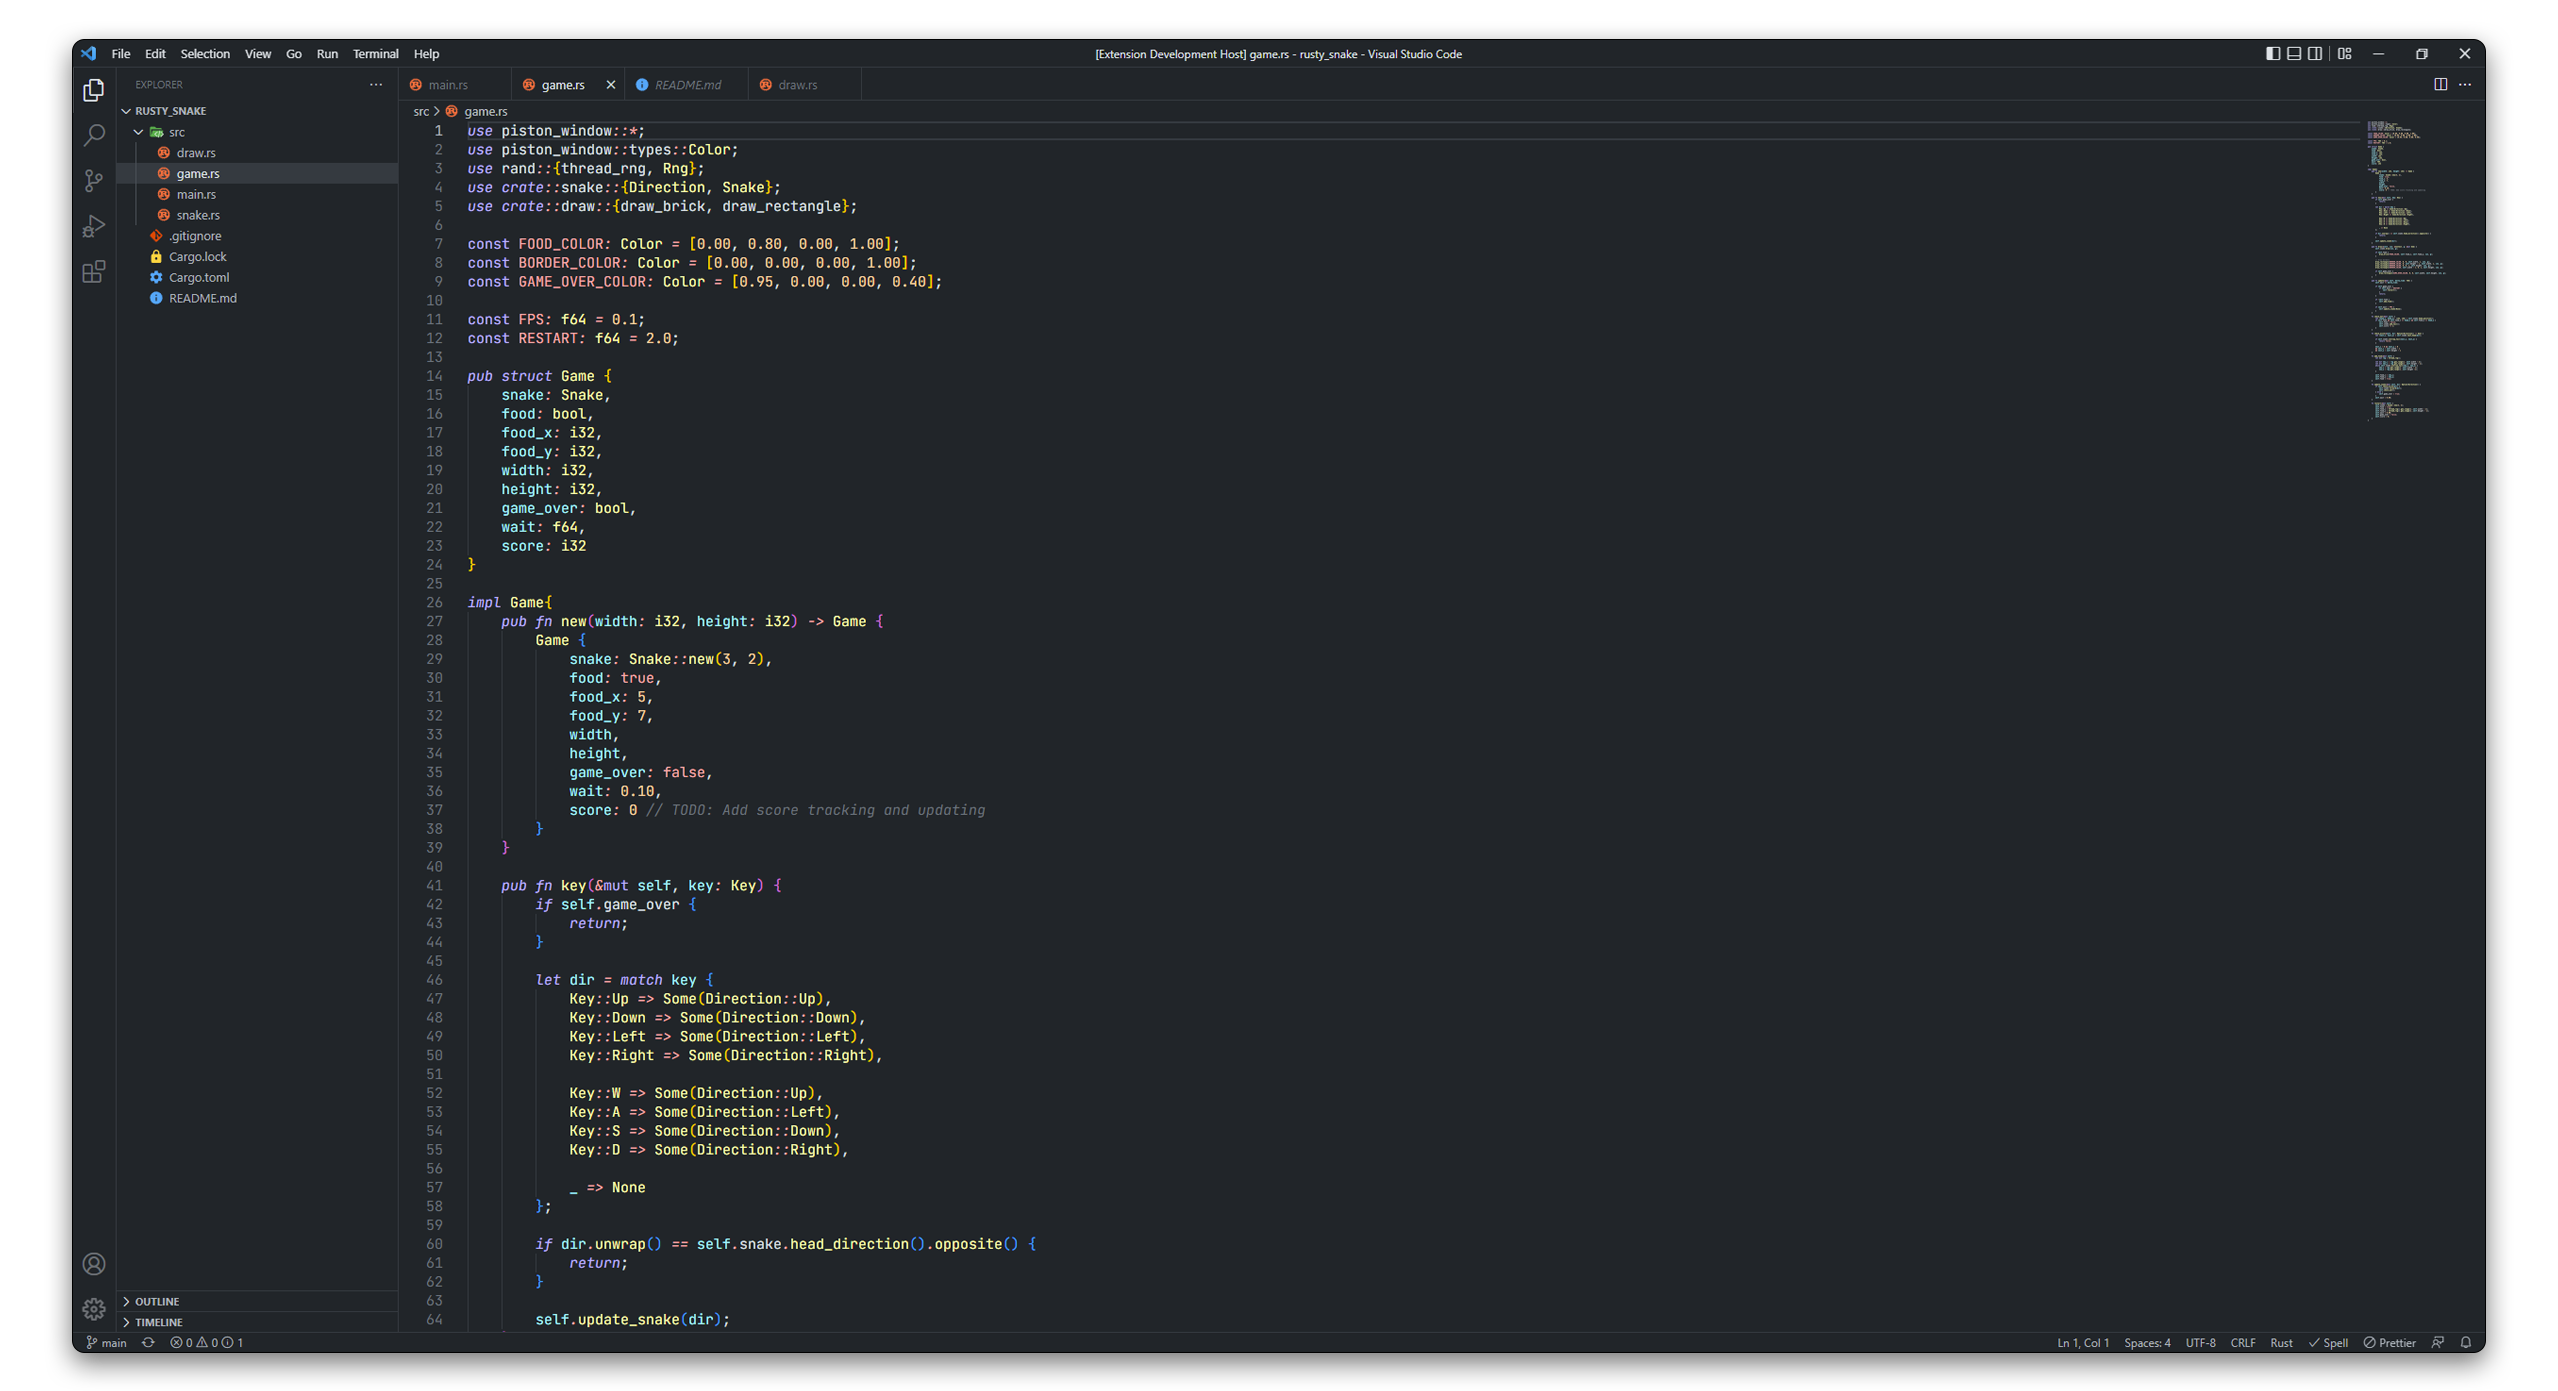 File Edit Selection View Go Run Terminal Help
[Extension Development Host] game.rs - rusty_snake - Visual Studio Code
EXPLORER
RUSTY_SNAKE
src
draw.rs
game.rs
main.rs
snake.rs
.gitignore
Cargo.lock
Cargo.toml
README.md
OUTLINE
TIMELINE
main.rs game.rs README.md draw.rs
src > game.rs
1 use piston_window::*;
2 use piston_window::types::Color;
3 use rand::{thread_rng, Rng};
4 use crate::snake::{Direction, Snake};
5 use crate::draw::{draw_brick, draw_rectangle};
6
7 const FOOD_COLOR: Color = [0.00, 0.80, 0.00, 1.00];
8 const BORDER_COLOR: Color = [0.00, 0.00, 0.00, 1.00];
9 const GAME_OVER_COLOR: Color = [0.95, 0.00, 0.00, 0.40];
10
11 const FPS: f64 = 0.1;
12 const RESTART: f64 = 2.0;
13
14 pub struct Game {
15     snake: Snake,
16     food: bool,
17     food_x: i32,
18     food_y: i32,
19     width: i32,
20     height: i32,
21     game_over: bool,
22     wait: f64,
23     score: i32
24 }
25
26 impl Game{
27     pub fn new(width: i32, height: i32) -> Game {
28         Game {
29             snake: Snake::new(3, 2),
30             food: true,
31             food_x: 5,
32             food_y: 7,
33             width,
34             height,
35             game_over: false,
36             wait: 0.10,
37             score: 0 // TODO: Add score tracking and updating
38         }
39     }
40
41     pub fn key(&mut self, key: Key) {
42         if self.game_over {
43             return;
44         }
45
46         let dir = match key {
47             Key::Up => Some(Direction::Up),
48             Key::Down => Some(Direction::Down),
49             Key::Left => Some(Direction::Left),
50             Key::Right => Some(Direction::Right),
51
52             Key::W => Some(Direction::Up),
53             Key::A => Some(Direction::Left),
54             Key::S => Some(Direction::Down),
55             Key::D => Some(Direction::Right),
56
57             _ => None
58         };
59
60         if dir.unwrap() == self.snake.head_direction().opposite() {
61             return;
62         }
63
64         self.update_snake(dir);
main 0 0 1 Ln 1, Col 1 Spaces: 4 UTF-8 CRLF Rust Spell Prettier